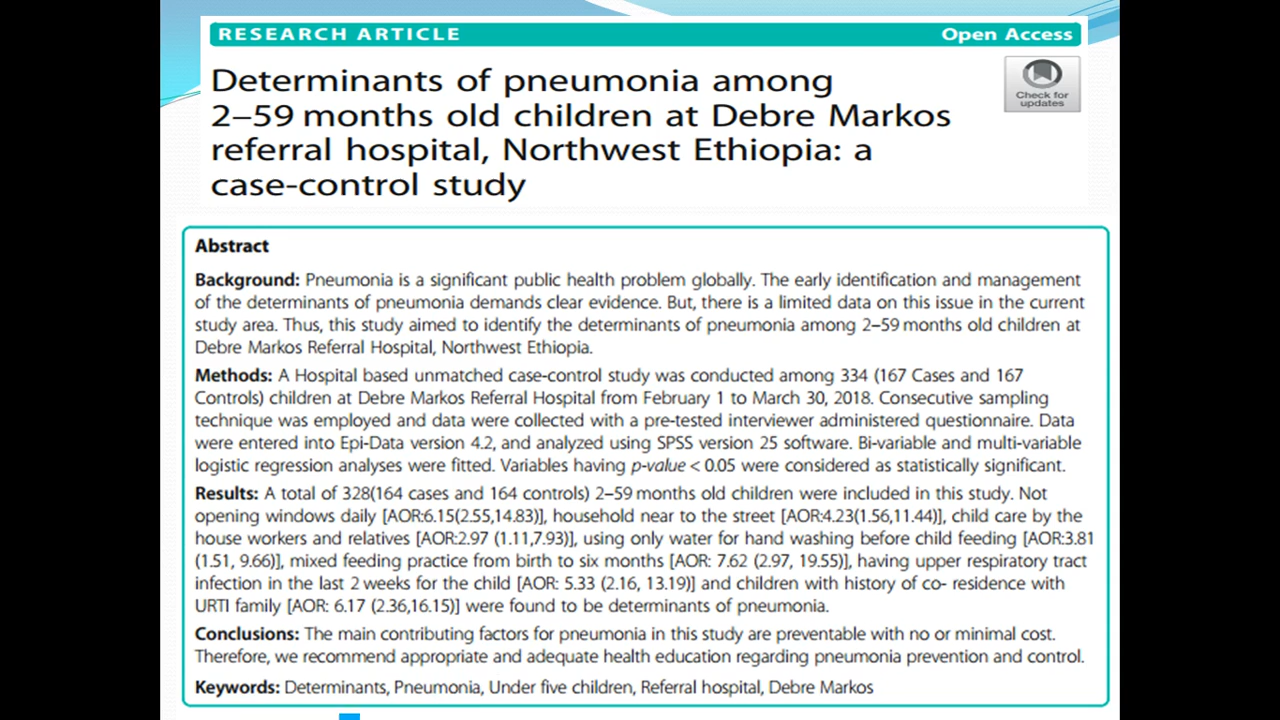 RESEARCH ARTICLE
Open Access
Determinants of pneumonia among
2–59 months old children at Debre Markos
referral hospital, Northwest Ethiopia: a
case-control study
Check for
updates
Abstract
Background: Pneumonia is a significant public health problem globally. The early identification and management
of the determinants of pneumonia demands clear evidence. But, there is a limited data on this issue in the current
study area. Thus, this study aimed to identify the determinants of pneumonia among 2–59 months old children at
Debre Markos Referral Hospital, Northwest Ethiopia.
Methods: A Hospital based unmatched case-control study was conducted among 334 (167 Cases and 167
Controls) children at Debre Markos Referral Hospital from February 1 to March 30, 2018. Consecutive sampling
technique was employed and data were collected with a pre-tested interviewer administered questionnaire. Data
were entered into Epi-Data version 4.2, and analyzed using SPSS version 25 software. Bi-variable and multi-variable
logistic regression analyses were fitted. Variables having p-value < 0.05 were considered as statistically significant.
Results: A total of 328(164 cases and 164 controls) 2–59 months old children were included in this study. Not
opening windows daily [AOR:6.15(2.55,14.83)], household near to the street [AOR:4.23(1.56,11.44)], child care by the
house workers and relatives [AOR:2.97 (1.11,7.93)], using only water for hand washing before child feeding [AOR:3.81
(1.51, 9.66)], mixed feeding practice from birth to six months [AOR: 7.62 (2.97, 19.55)], having upper respiratory tract
infection in the last 2 weeks for the child [AOR: 5.33 (2.16, 13.19)] and children with history of co- residence with
URTI family [AOR: 6.17 (2.36,16.15)] were found to be determinants of pneumonia.
Conclusions: The main contributing factors for pneumonia in this study are preventable with no or minimal cost.
Therefore, we recommend appropriate and adequate health education regarding pneumonia prevention and control.
Keywords: Determinants, Pneumonia, Under five children, Referral hospital, Debre Markos